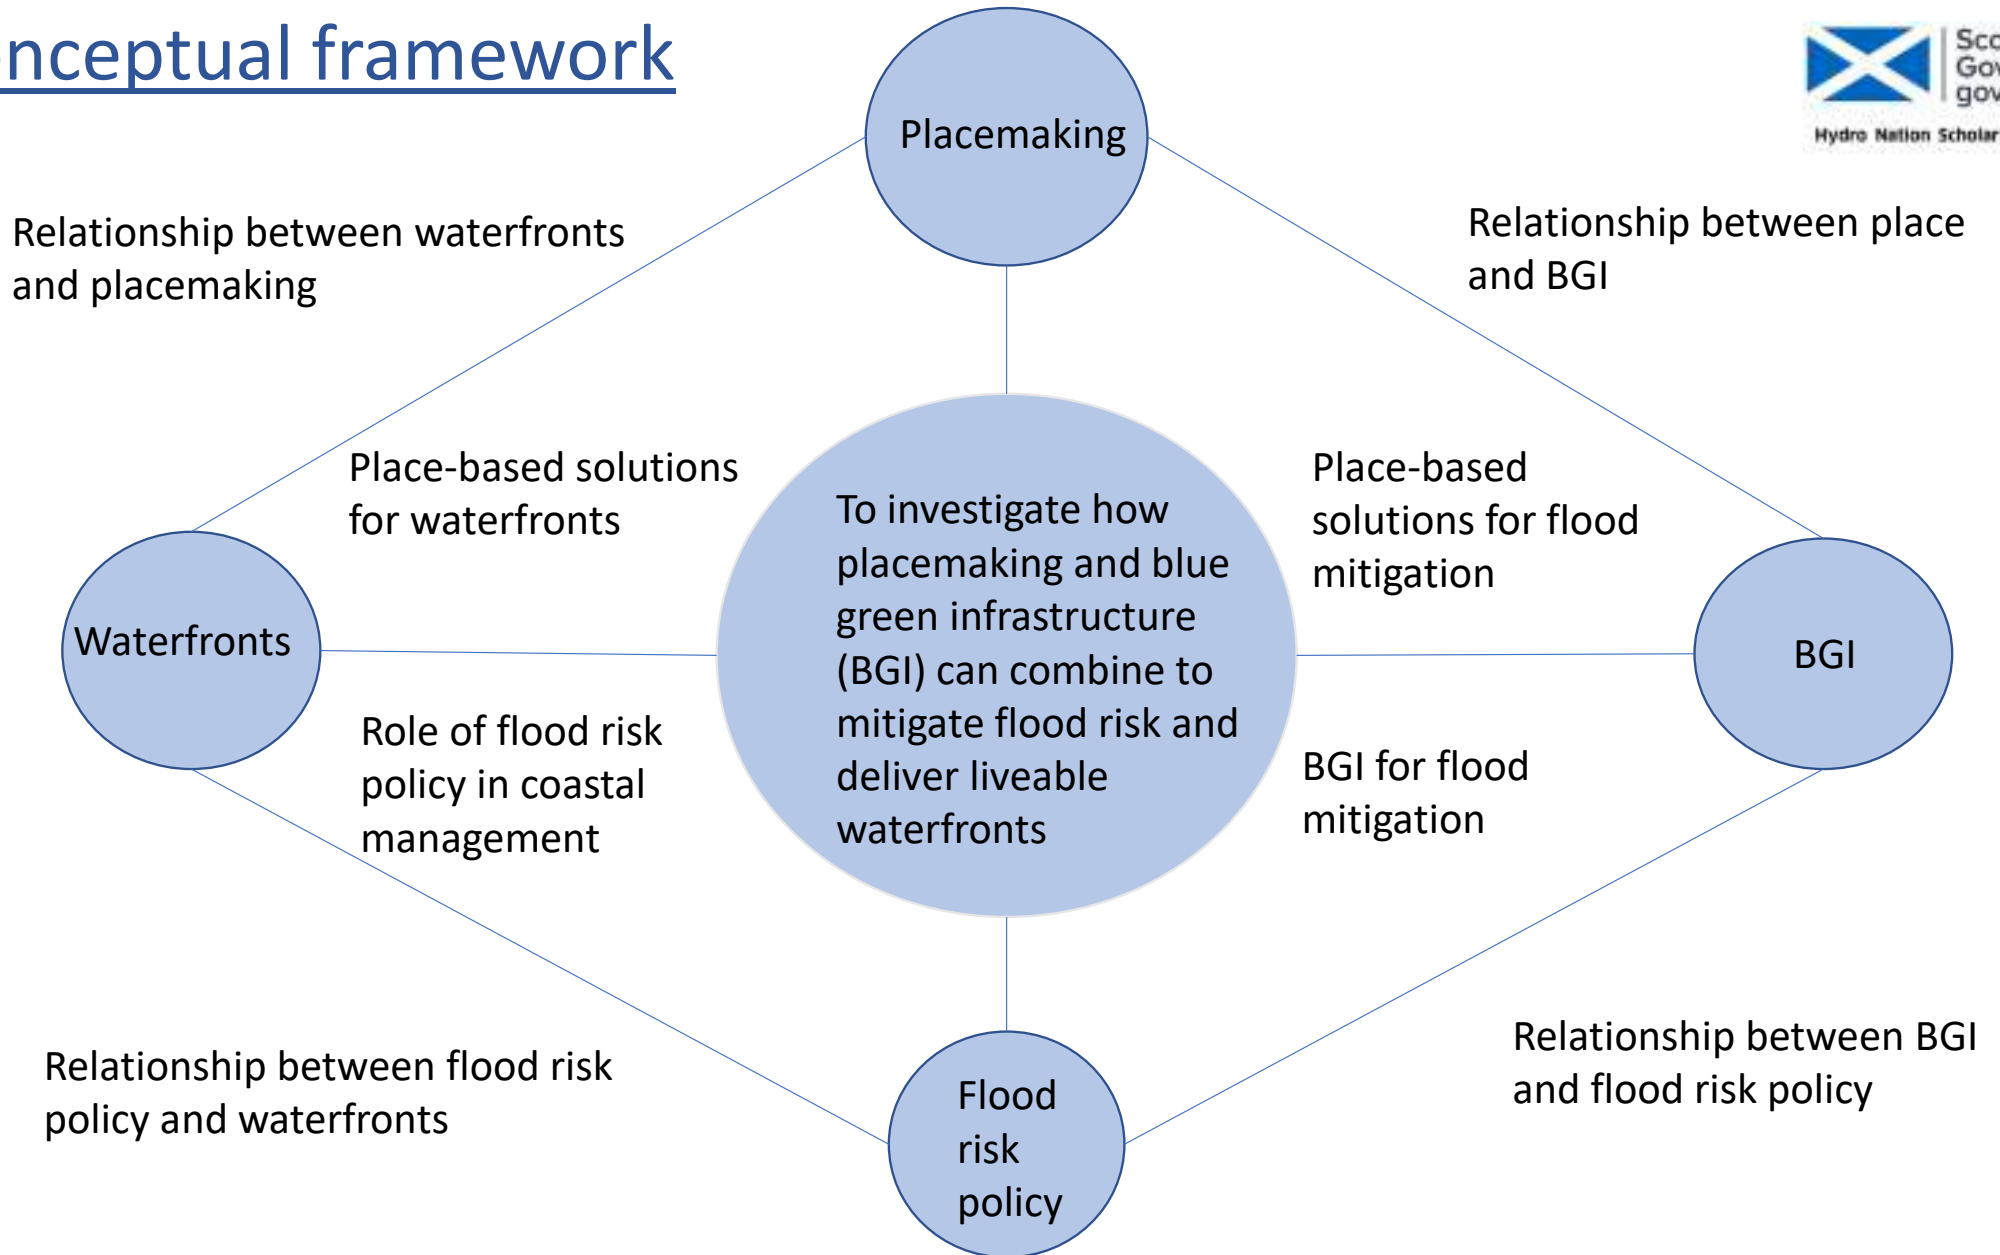 onceptual framework
Sco
Gov
gov
Hydro Nation Scholar
Placemaking
Relationship between waterfronts
and placemaking
Relationship between place
and BGI
Place-based solutions
for waterfronts
To investigate how
placemaking and blue
green infrastructure
(BGI) can combine to
mitigate flood risk and
deliver liveable
waterfronts
Place-based
solutions for flood
mitigation
Waterfronts
BGI
Role of flood risk
policy in coastal
management
BGI for flood
mitigation
Relationship between flood risk
policy and waterfronts
Flood
risk
policy
Relationship between BGI
and flood risk policy